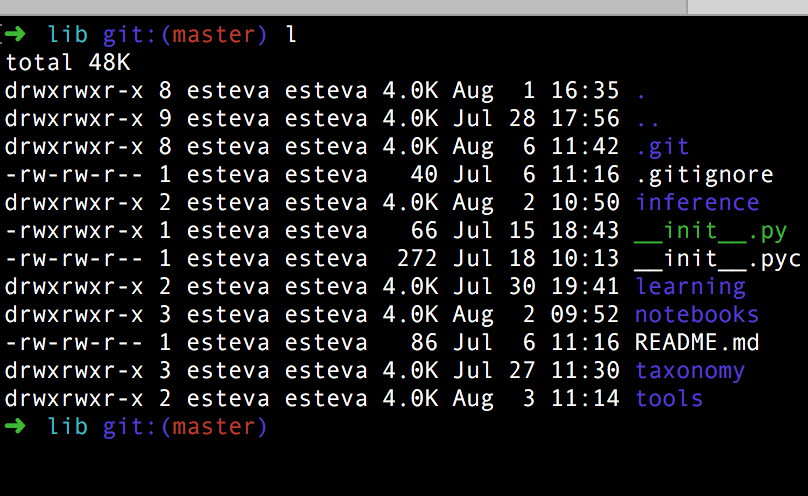 ➜  lib git:(master) l
total 48K
drwxrwxr-x 8 esteva esteva 4.0K Aug  1 16:35 .
drwxrwxr-x 9 esteva esteva 4.0K Jul 28 17:56 ..
drwxrwxr-x 8 esteva esteva 4.0K Aug  6 11:42 .git
-rw-rw-r-- 1 esteva esteva   40 Jul  6 11:16 .gitignore
drwxrwxr-x 2 esteva esteva 4.0K Aug  2 10:50 inference
-rwxrwxr-x 1 esteva esteva   66 Jul 15 18:43 __init__.py
-rw-rw-r-- 1 esteva esteva  272 Jul 18 10:13 __init__.pyc
drwxrwxr-x 2 esteva esteva 4.0K Jul 30 19:41 learning
drwxrwxr-x 3 esteva esteva 4.0K Aug  2 09:52 notebooks
-rw-rw-r-- 1 esteva esteva   86 Jul  6 11:16 README.md
drwxrwxr-x 3 esteva esteva 4.0K Jul 27 11:30 taxonomy
drwxrwxr-x 2 esteva esteva 4.0K Aug  3 11:14 tools
➜  lib git:(master)